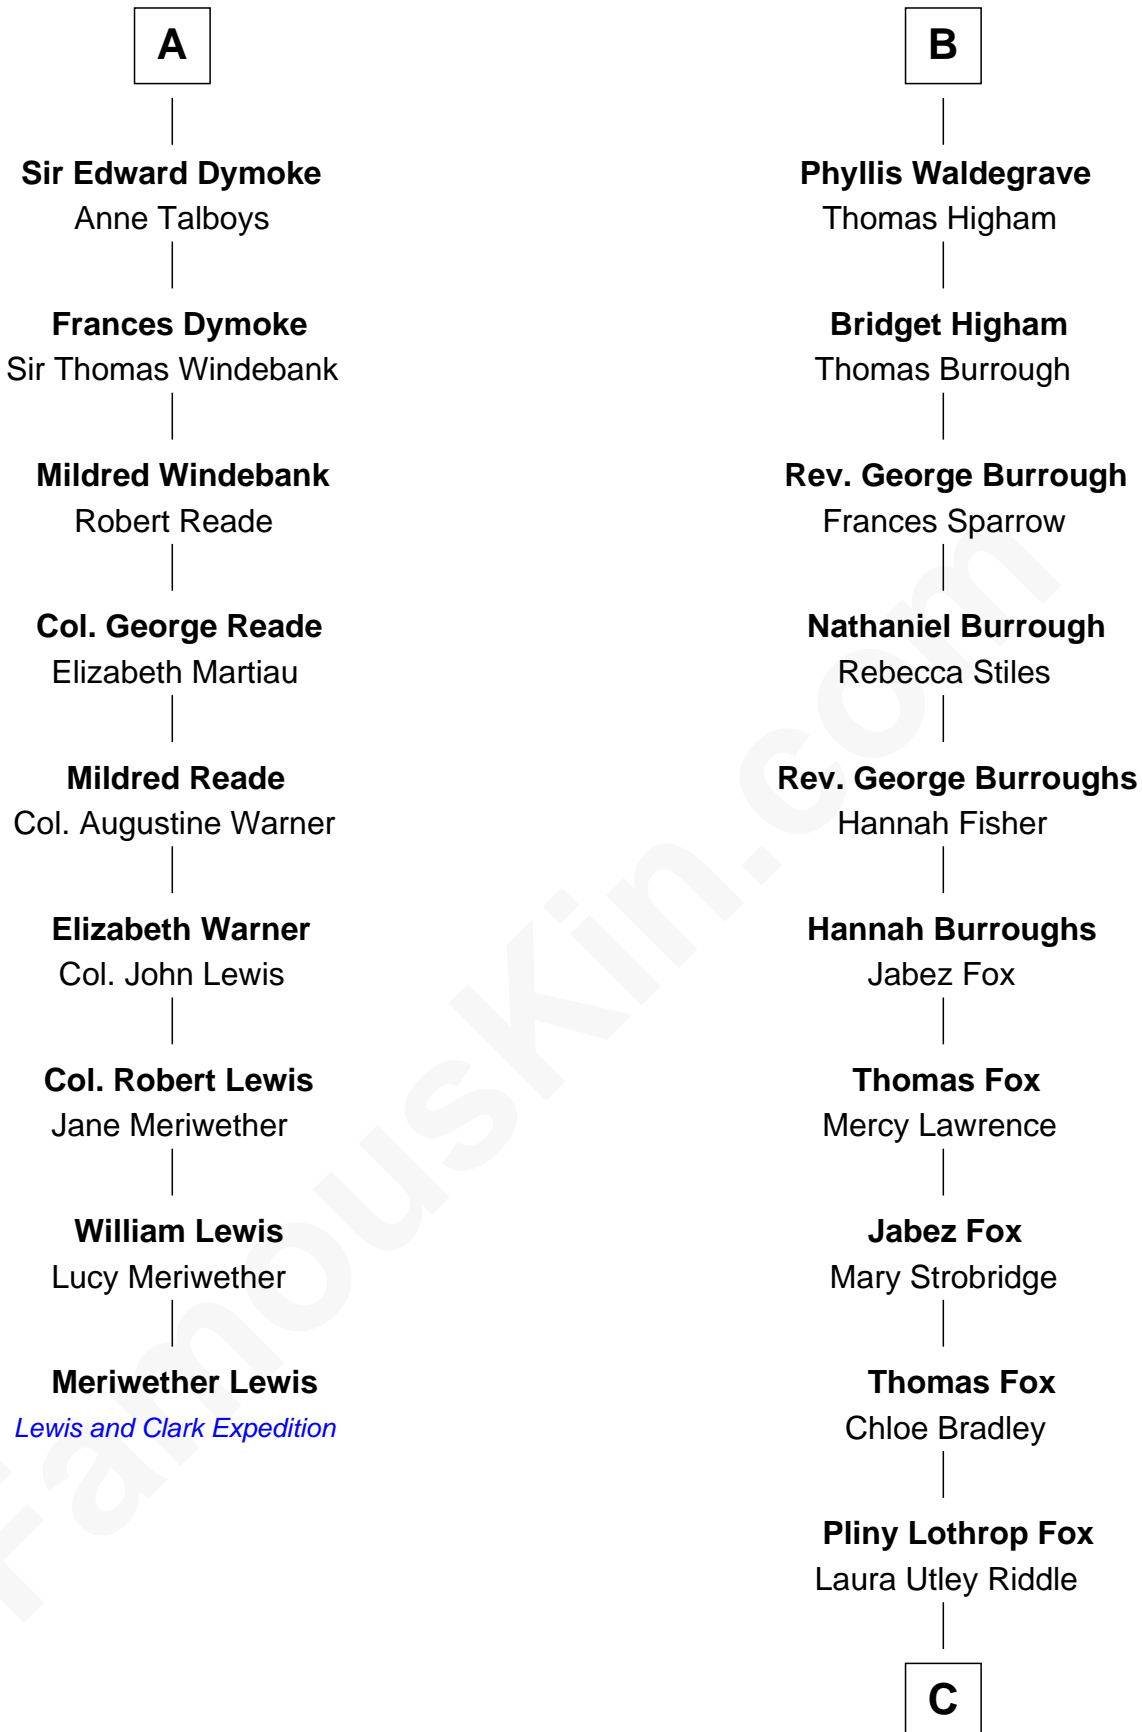 A
Sir Edward Dymoke
Anne Talboys
Frances Dymoke
Sir Thomas Windebank
Mildred Windebank
Robert Reade
Col. George Reade
Elizabeth Martiau
Mildred Reade
Col. Augustine Warner
Elizabeth Warner
Col. John Lewis
Col. Robert Lewis
Jane Meriwether
William Lewis
Lucy Meriwether
Meriwether Lewis
Lewis and Clark Expedition
B
Phyllis Waldegrave
Thomas Higham
Bridget Higham
Thomas Burrough
Rev. George Burrough
Frances Sparrow
Nathaniel Burrough
Rebecca Stiles
Rev. George Burroughs
Hannah Fisher
Hannah Burroughs
Jabez Fox
Thomas Fox
Mercy Lawrence
Jabez Fox
Mary Strobridge
Thomas Fox
Chloe Bradley
Pliny Lothrop Fox
Laura Utley Riddle
C
FamousKin.com